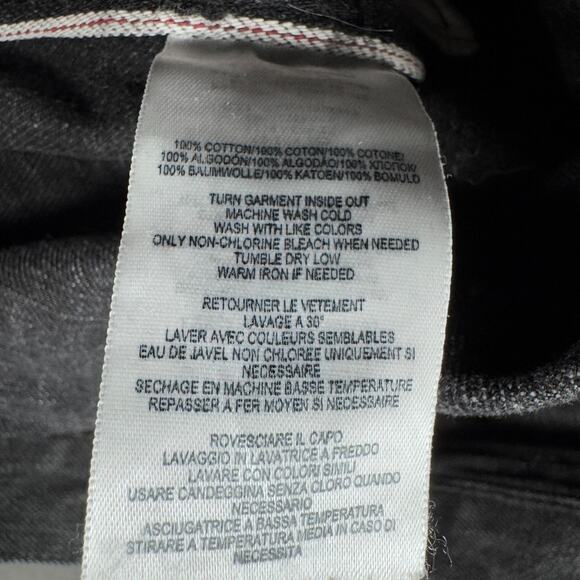 100% COTTON/100% COTON/100% COTONE/
100% ALGODÓN/100% ALGODÃO/100% ΧΛΟΠΟΚ/
100% BAUMWOLLE/100% KATOEN/100% BOMULD
TURN GARMENT INSIDE OUT
MACHINE WASH COLD
WASH WITH LIKE COLORS
ONLY NON-CHLORINE BLEACH WHEN NEEDED
TUMBLE DRY LOW
WARM IRON IF NEEDED
RETOURNER LE VETEMENT
LAVAGE A 30°
LAVER AVEC COULEURS SEMBLABLES
EAU DE JAVEL NON CHLOREE UNIQUEMENT SI
NECESSAIRE
SECHAGE EN MACHINE BASSE TEMPERATURE
REPASSER A FER MOYEN SI NECESSAIRE
ROVESCIARE IL CAPO
LAVAGGIO IN LAVATRICE A FREDDO
LAVARE CON COLORI SIMILI
USARE CANDEGGINA SENZA CLORO QUANDO
NECESSARIO
ASCIUGATRICE A BASSA TEMPERATURA
STIRARE A TEMPERATURA MEDIA IN CASO DI
NECESSITA